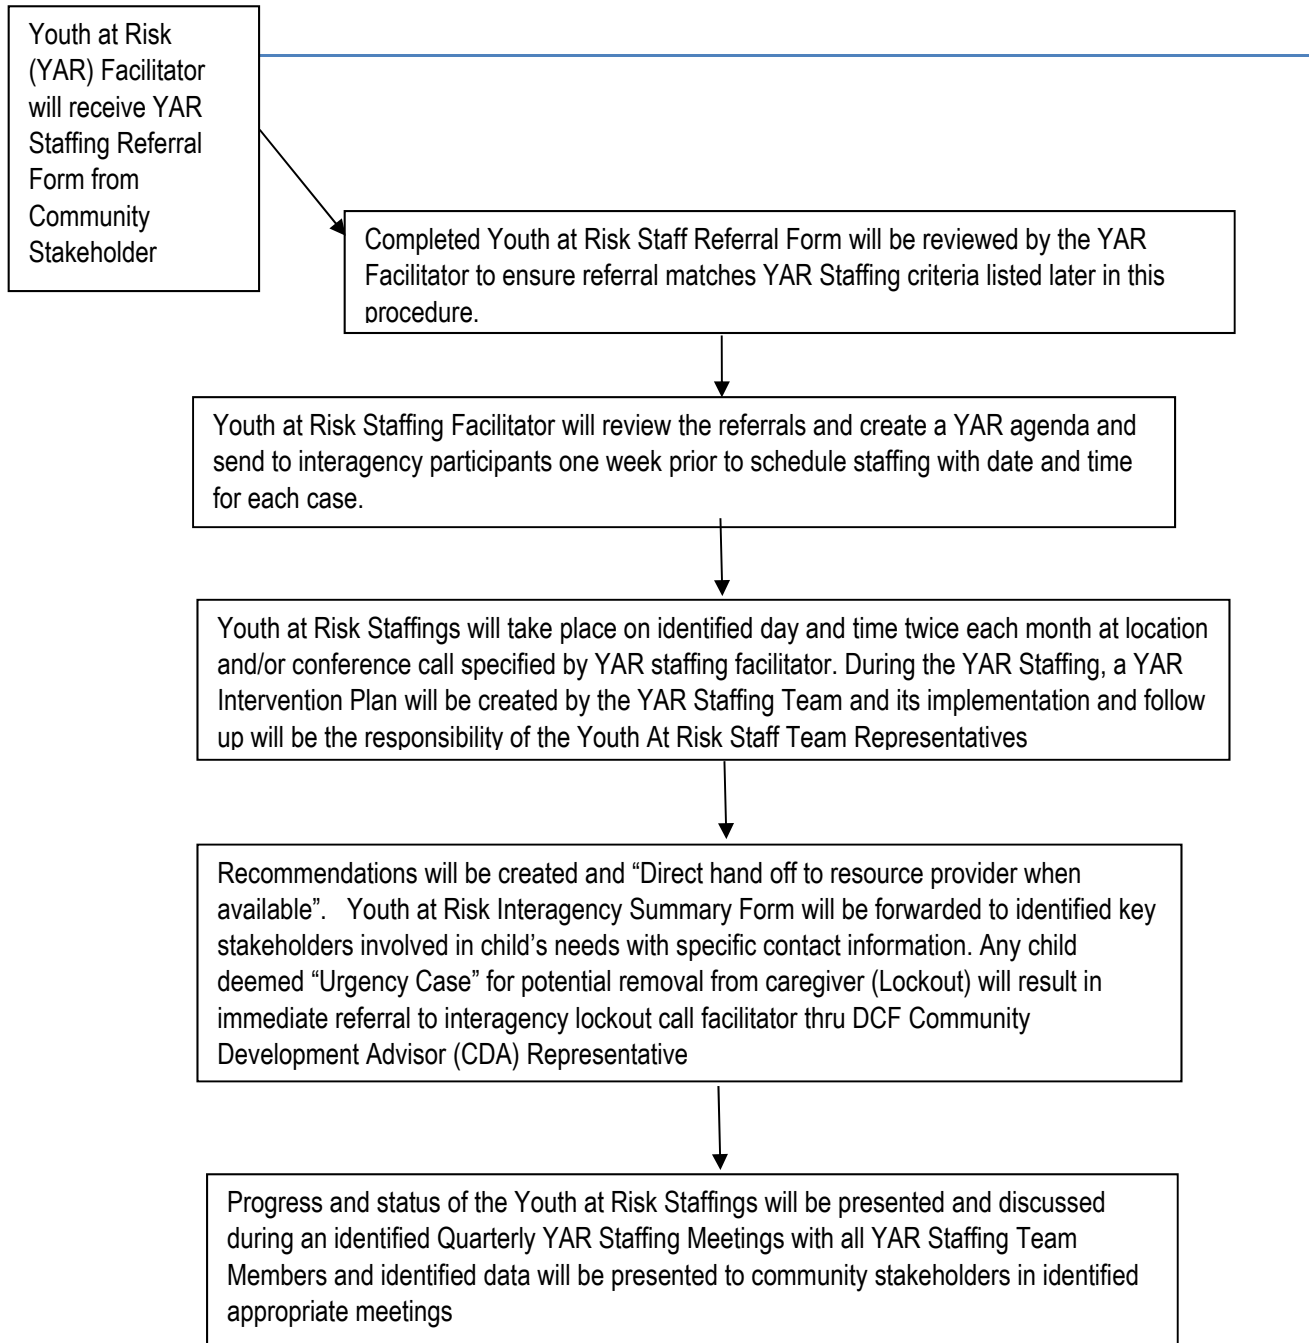 Youth at Risk
(YAR) Facilitator
will receive YAR
Staffing Referral
Form from
Community
Stakeholder
Completed Youth at Risk Staff Referral Form will be reviewed by the YAR
Facilitator to ensure referral matches YAR Staffing criteria listed later in this
procedure.
Youth at Risk Staffing Facilitator will review the referrals and create a YAR agenda and
send to interagency participants one week prior to schedule staffing with date and time
for each case.
Youth at Risk Staffings will take place on identified day and time twice each month at location
and/or conference call specified by YAR staffing facilitator. During the YAR Staffing, a YAR
Intervention Plan will be created by the YAR Staffing Team and its implementation and follow
up will be the responsibility of the Youth At Risk Staff Team Representatives
Recommendations will be created and “Direct hand off to resource provider when
available”.   Youth at Risk Interagency Summary Form will be forwarded to identified key
stakeholders involved in child’s needs with specific contact information. Any child
deemed “Urgency Case” for potential removal from caregiver (Lockout) will result in
immediate referral to interagency lockout call facilitator thru DCF Community
Development Advisor (CDA) Representative
Progress and status of the Youth at Risk Staffings will be presented and discussed
during an identified Quarterly YAR Staffing Meetings with all YAR Staffing Team
Members and identified data will be presented to community stakeholders in identified
appropriate meetings